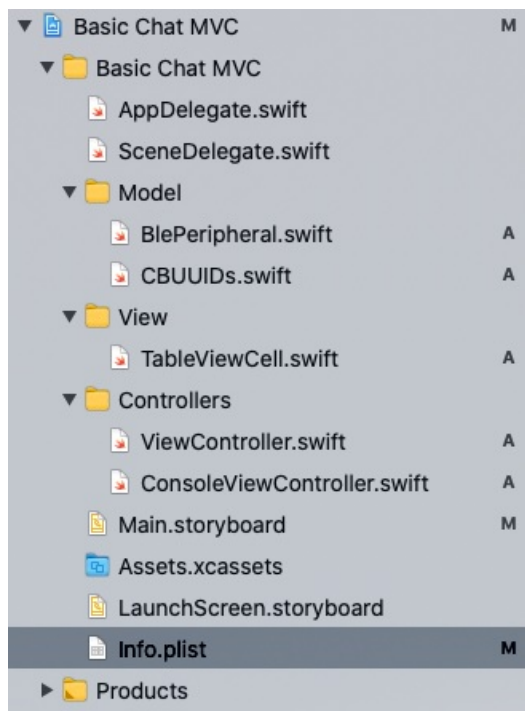 Basic Chat MVC M
Basic Chat MVC
AppDelegate.swift
SceneDelegate.swift
Model
BlePeripheral.swift A
CBUUIDs.swift A
View
TableViewCell.swift A
Controllers
ViewController.swift A
ConsoleViewController.swift A
Main.storyboard M
Assets.xcassets
LaunchScreen.storyboard
Info.plist M
Products